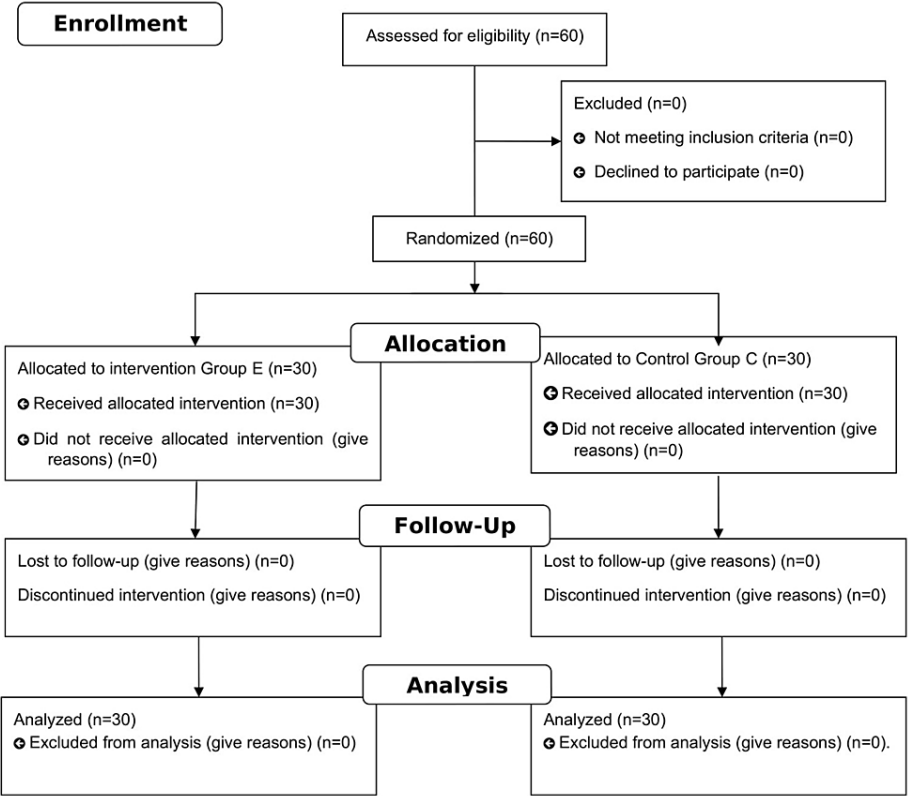 Enrollment
Assessed for eligibility (n=60)
Excluded (n=0)
Not meeting inclusion criteria (n=0)
Declined to participate (n=0)
Randomized (n=60)
Allocation
Allocated to intervention Group E (n=30)
Received allocated intervention (n=30)
Did not receive allocated intervention (give
reasons) (n=0)
Allocated to Control Group C (n=30)
Received allocated intervention (n=30)
Did not receive allocated intervention (give
reasons) (n=0)
Follow-Up
Lost to follow-up (give reasons) (n=0)
Discontinued intervention (give reasons) (n=0)
Lost to follow-up (give reasons) (n=0)
Discontinued intervention (give reasons) (n=0)
Analysis
Analyzed (n=30)
Excluded from analysis (give reasons) (n=0)
Analyzed (n=30)
Excluded from analysis (give reasons) (n=0).